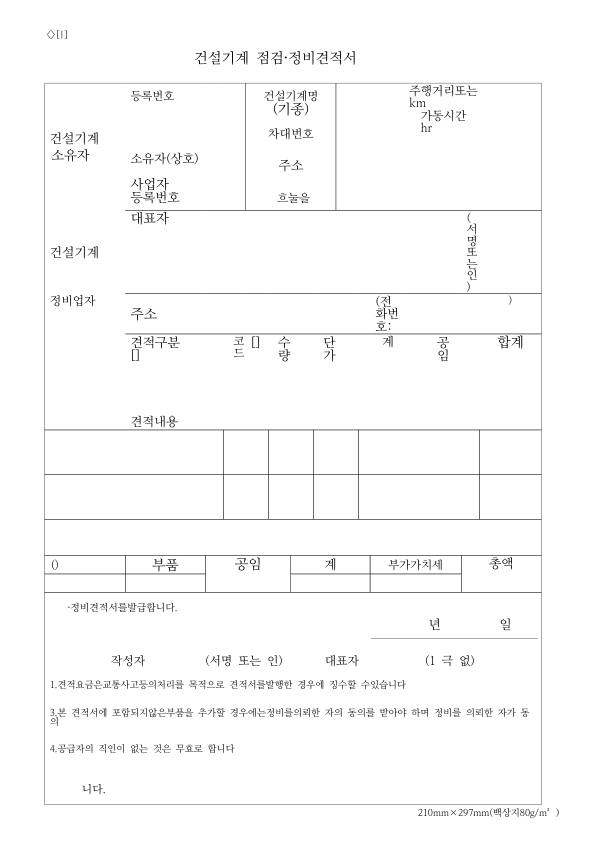 ◇[ | ]
건설기계 점검·정비견적서
등록번호
건설기계명
(기종)
주행거리또는
km
가동시간
hr
차대번호
건설기계
소유자
소유자(상호)
주소
사업자
등록번호
흐눌을
대표자
(서명또는인)
건설기계
정비업자
주소
(전화번호:
)
견적구분
[]
코드
[]
수량
단가
계
공임
합계
견적내용
()
부품
공임
계
부가가치세
총액
·정비견적서를발급합니다.
년 일
작성자 (서명 또는 인) 대표자 (1 극 없)
1.견적요금은교통사고등의처리를 목적으로 견적서를발행한 경우에 징수할 수있습니다
3.본 견적서에 포함되지않은부품을 추가할 경우에는정비를의뢰한 자의 동의를 받아야 하며 정비를 의뢰한 자가 동
의
4.공급자의 직인이 없는 것은 무효로 합니다
니다.
210mm×297mm(백상지80g/m² )